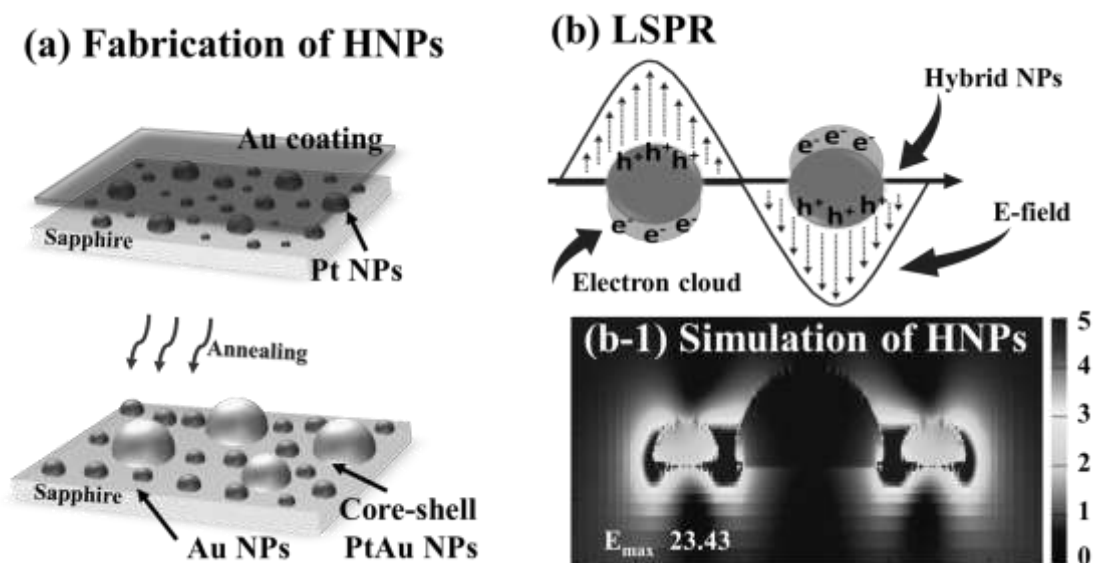 (a) Fabrication of HNPs
Au coating
Sapphire
Pt NPs
Annealing
Sapphire
Au NPs
Core-shell
PtAu NPs
(b) LSPR
Hybrid NPs
e⁻ e⁻ e⁻
h⁺ h⁺ h⁺
h⁺ h⁺ h⁺
e⁻ e⁻ e⁻
E-field
Electron cloud
(b-1) Simulation of HNPs
5
4
3
2
1
0
Eₘₐₓ 23.43